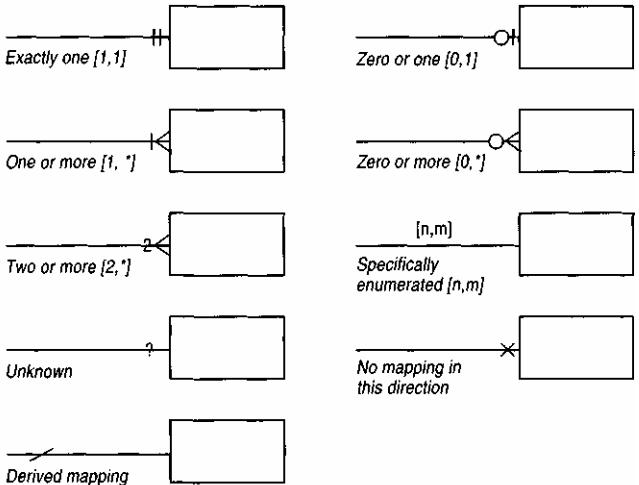 Exactly one [1,1]
Zero or one [0,1]
One or more [1, *]
Zero or more [0,*]
2
Two or more [2,*]
[n,m]
Specifically
enumerated [n,m]
?
Unknown
No mapping in
this direction
Derived mapping